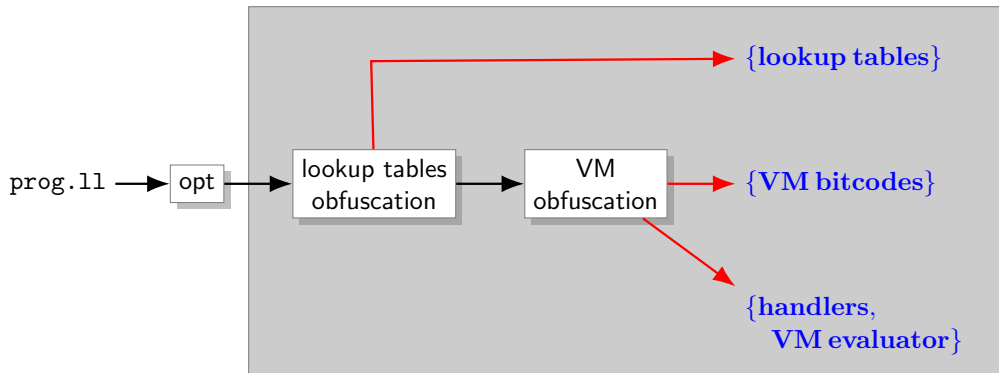 {lookup tables}
prog.ll
opt
lookup tables
obfuscation
VM
obfuscation
{VM bitcodes}
{handlers,
VM evaluator}